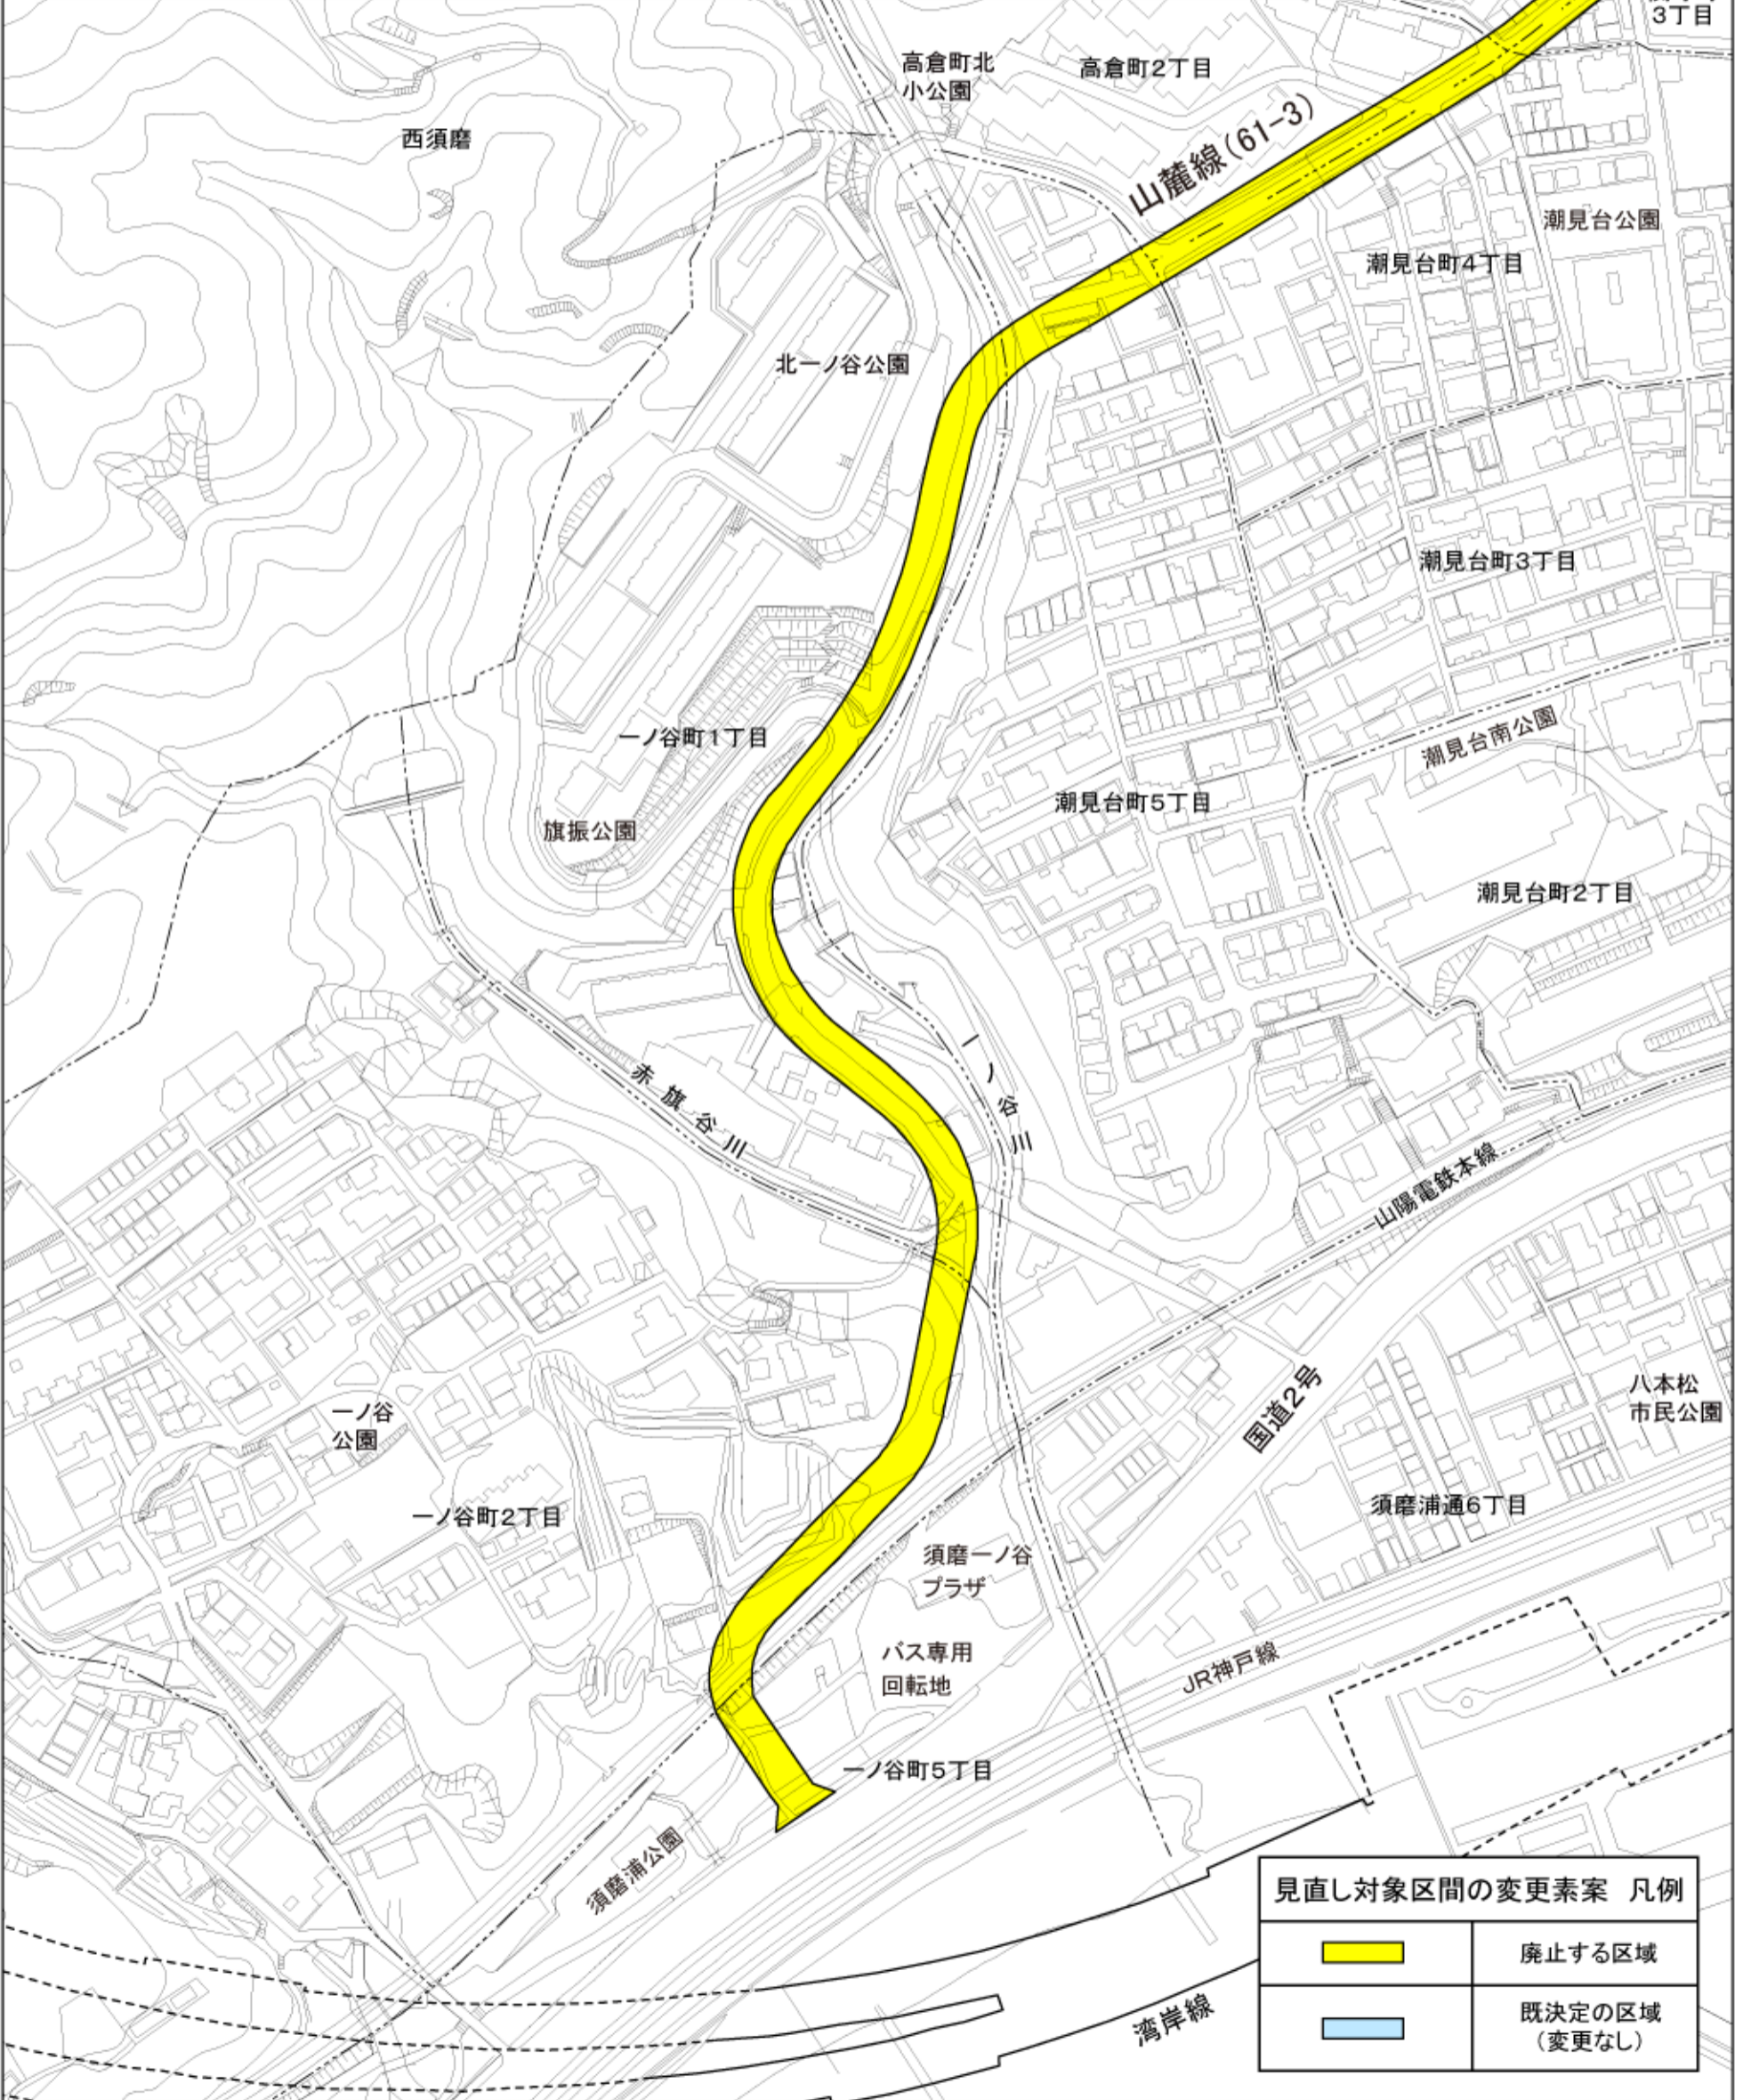 3丁目
高倉町北
小公園
高倉町2丁目
西須磨
山麓線(61-3)
潮見台公園
潮見台町4丁目
北一ノ谷公園
潮見台町3丁目
潮見台南公園
一ノ谷町1丁目
潮見台町5丁目
旗振公園
潮見台町2丁目
一ノ谷川
赤旗谷川
山陽電鉄本線
国道2号
八本松
市民公園
一ノ谷
公園
須磨浦通6丁目
一ノ谷町2丁目
須磨一ノ谷
プラザ
バス専用
回転地
JR神戸線
一ノ谷町5丁目
須磨浦公園
湾岸線
見直し対象区間の変更素案 凡例
廃止する区域
既決定の区域
(変更なし)